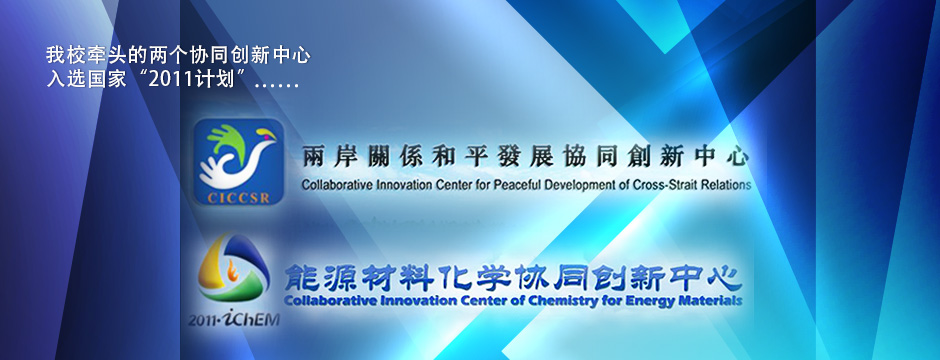 我校牵头的两个协同创新中心
入选国家“2011计划”……
CICCSR
兩岸關係和平發展協同創新中心
Collaborative Innovation Center for Peaceful Development of Cross-Strait Relations
2011·iChEM
能源材料化学协同创新中心
Collaborative Innovation Center of Chemistry for Energy Materials